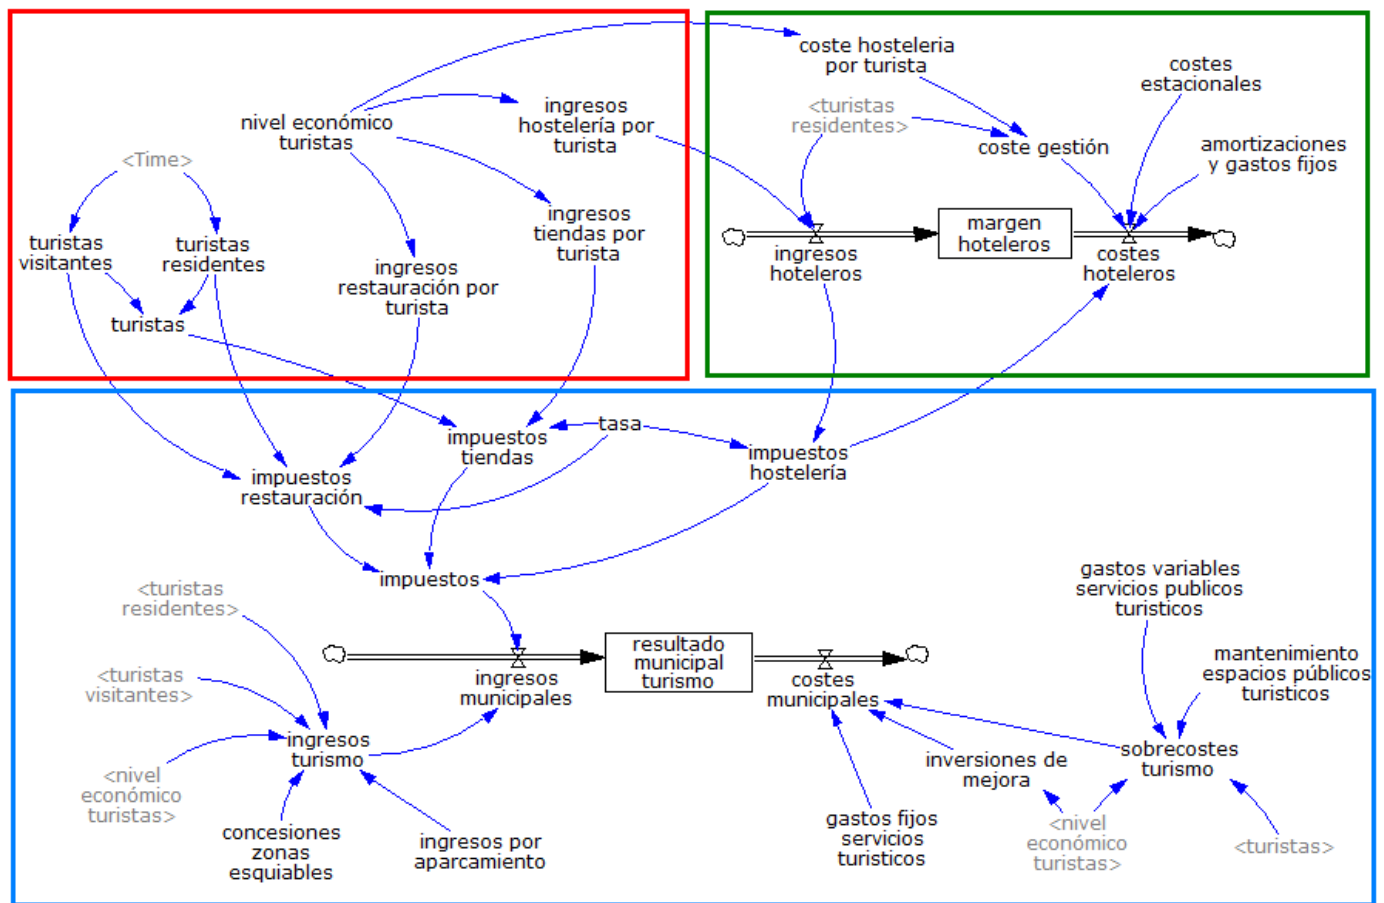 nivel económico
turistas
<Time>
turistas
visitantes
turistas
residentes
turistas
ingresos
hostelería por
turista
ingresos
tiendas por
turista
ingresos
restauración por
turista
coste hosteleria
por turista
<turistas
residentes>
costes
estacionales
coste gestión
amortizaciones
y gastos fijos
margen
hoteleros
ingresos
hoteleros
costes
hoteleros
tasa
impuestos
tiendas
impuestos
hostelería
impuestos
restauración
impuestos
<turistas
residentes>
<turistas
visitantes>
<nivel
económico
turistas>
ingresos
turismo
concesiones
zonas
esquiables
ingresos por
aparcamiento
ingresos
municipales
resultado
municipal
turismo
costes
municipales
gastos variables
servicios publicos
turisticos
mantenimiento
espacios públicos
turisticos
sobrecostes
turismo
inversiones de
mejora
gastos fijos
servicios
turisticos
<nivel
económico
turistas>
<turistas>